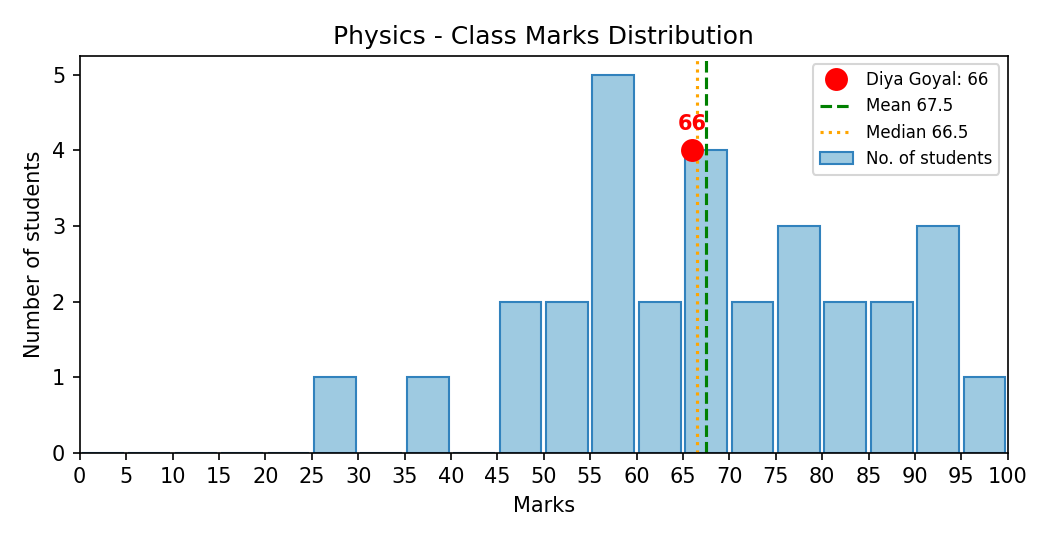 Physics - Class Marks Distribution
Number of students
5
4
3
2
1
0
66
Diya Goyal: 66
Mean 67.5
Median 66.5
No. of students
0 5 10 15 20 25 30 35 40 45 50 55 60 65 70 75 80 85 90 95 100
Marks